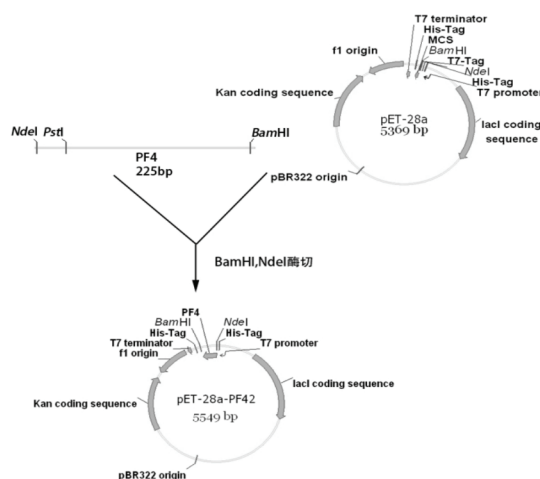 T7 terminator
His-Tag
MCS
BamHI
T7-Tag
NdeI
His-Tag
T7 promoter
f1 origin
Kan coding sequence
pET-28a
5369 bp
lacI coding
sequence
pBR322 origin
NdeI PstI BamHI
PF4
225bp
BamHI,NdeI酶切
PF4
BamHI NdeI
His-Tag His-Tag
T7 terminator T7 promoter
f1 origin
lacI coding sequence
Kan coding sequence
pET-28a-PF42
5549 bp
pBR322 origin